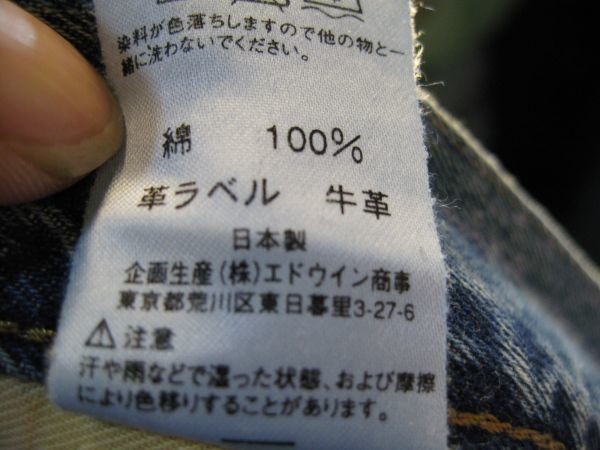 染料が色落ちしますので他の物と一
緒に洗わないでください。
綿 100%
革ラベル 牛革
日本製
企画生産(株)エドウイン商事
東京都荒川区東日暮里3-27-6
⚠注意
汗や雨などで湿った状態、および摩擦
により色移りすることがあります。